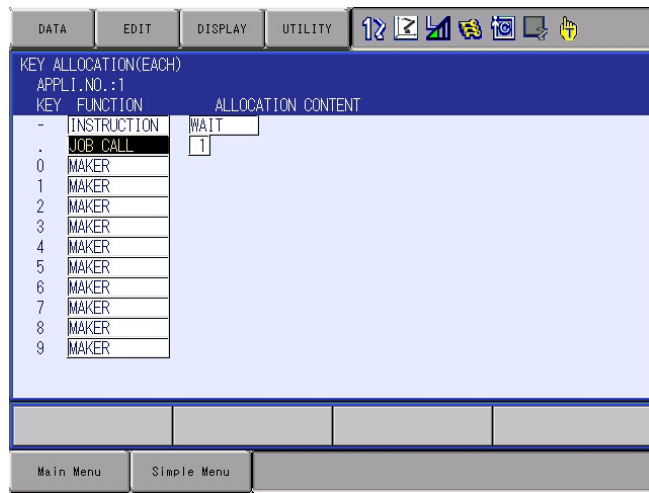 DATA EDIT DISPLAY UTILITY
KEY ALLOCATION(EACH)
APPLI.NO.:1
KEY FUNCTION ALLOCATION CONTENT
- INSTRUCTION WAIT
. JOB CALL 1
0 MAKER
1 MAKER
2 MAKER
3 MAKER
4 MAKER
5 MAKER
6 MAKER
7 MAKER
8 MAKER
9 MAKER
Main Menu Simple Menu